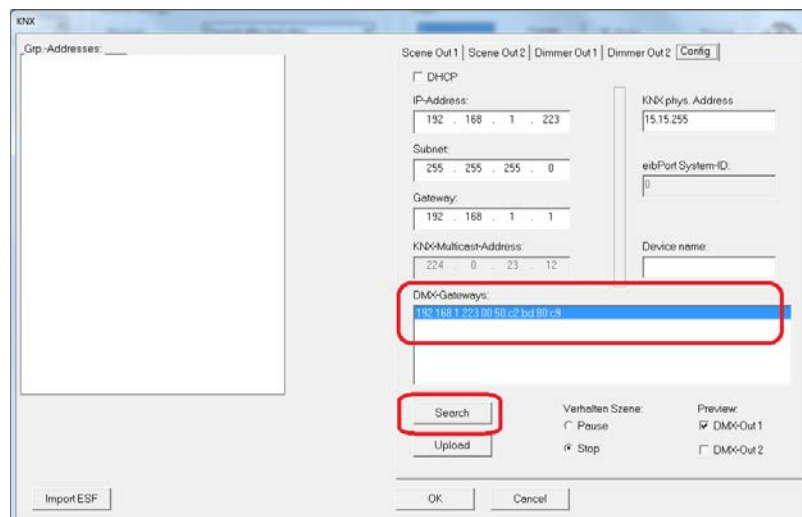 KNX
Grp.-Addresses:
Scene Out 1 Scene Out 2 Dimmer Out 1 Dimmer Out 2 Config
DHCP
IP-Address:
192 . 168 . 1 . 223
KNX phys. Address
15.15.255
Subnet:
255 . 255 . 255 . 0
eibPort System-ID:
0
Gateway:
192 . 168 . 1 . 1
KNX-Multicast-Address:
224 . 0 . 23 . 12
Device name:
DMX-Gateways:
192.168.1.223 00:50:c2:bd:80:c9
Search
Upload
Verhalten Szene:
Pause
Stop
Preview:
DMX-Out 1
DMX-Out 2
Import ESF
OK
Cancel